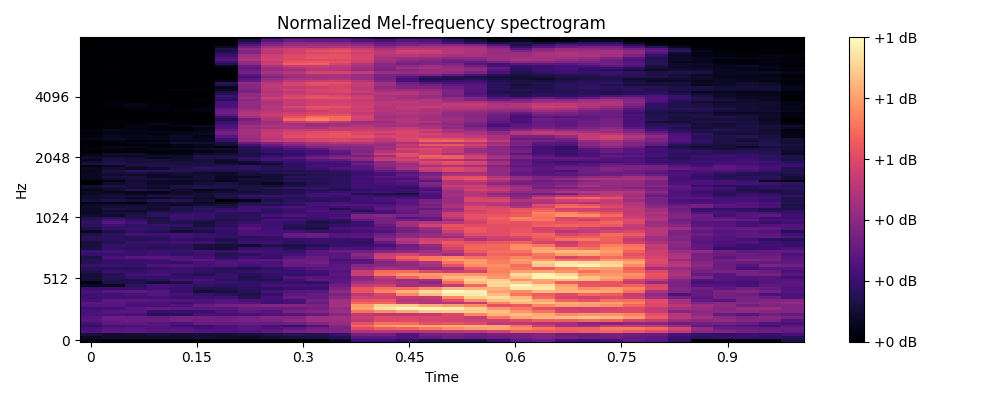 Normalized Mel-frequency spectrogram
Hz
4096
2048
1024
512
0
0 0.15 0.3 0.45 0.6 0.75 0.9
Time
+1 dB
+1 dB
+1 dB
+0 dB
+0 dB
+0 dB